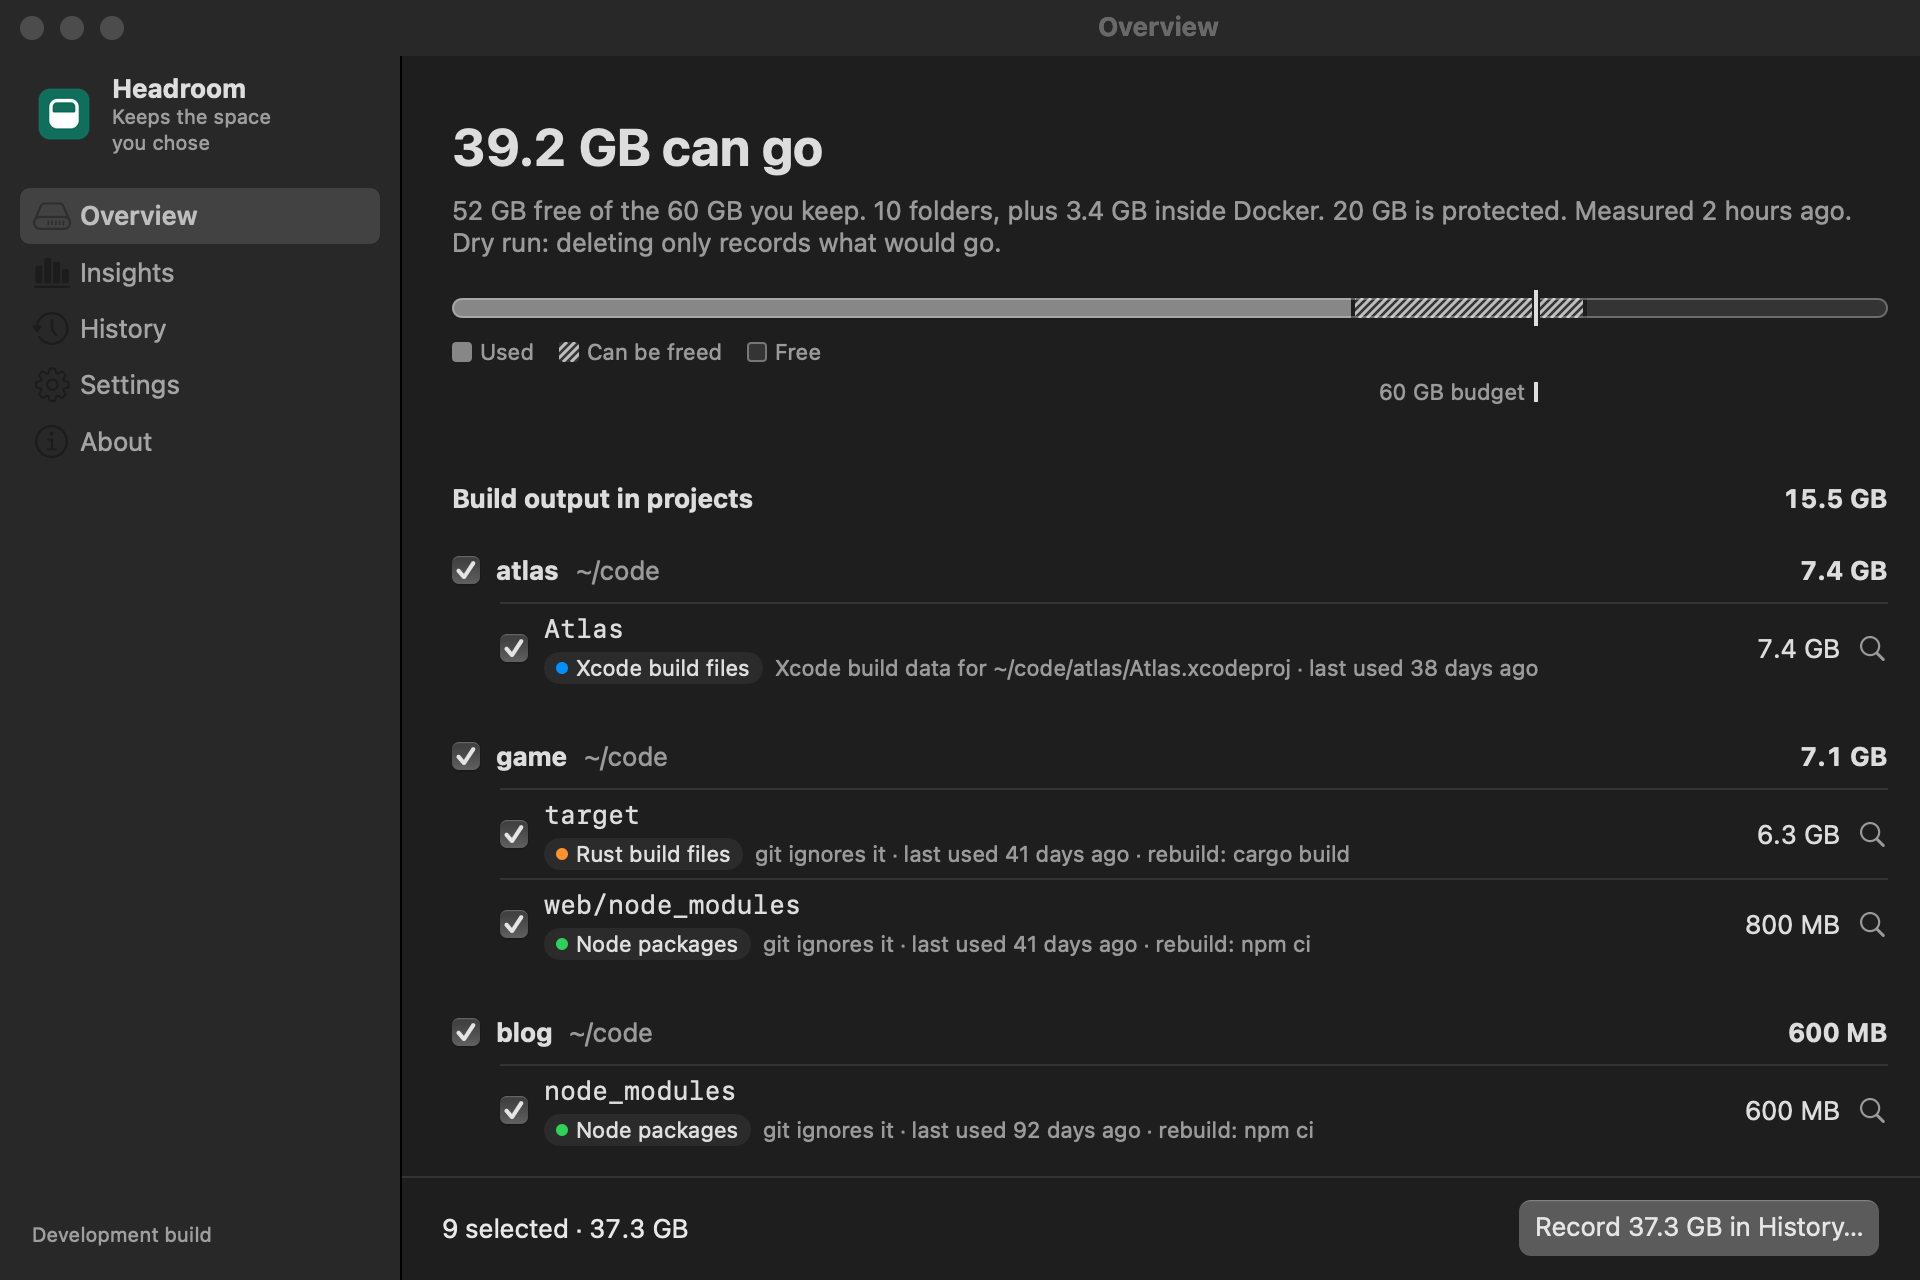 Overview
Headroom
Keeps the space
you chose
Overview
Insights
History
Settings
About
Development build
39.2 GB can go
52 GB free of the 60 GB you keep. 10 folders, plus 3.4 GB inside Docker. 20 GB is protected. Measured 2 hours ago.
Dry run: deleting only records what would go.
Used Can be freed Free
60 GB budget
Build output in projects 15.5 GB
atlas ~/code 7.4 GB
Atlas
7.4 GB
Xcode build files Xcode build data for ~/code/atlas/Atlas.xcodeproj · last used 38 days ago
game ~/code 7.1 GB
target
6.3 GB
Rust build files git ignores it · last used 41 days ago · rebuild: cargo build
web/node_modules
800 MB
Node packages git ignores it · last used 41 days ago · rebuild: npm ci
blog ~/code 600 MB
node_modules
600 MB
Node packages git ignores it · last used 92 days ago · rebuild: npm ci
9 selected · 37.3 GB
Record 37.3 GB in History...